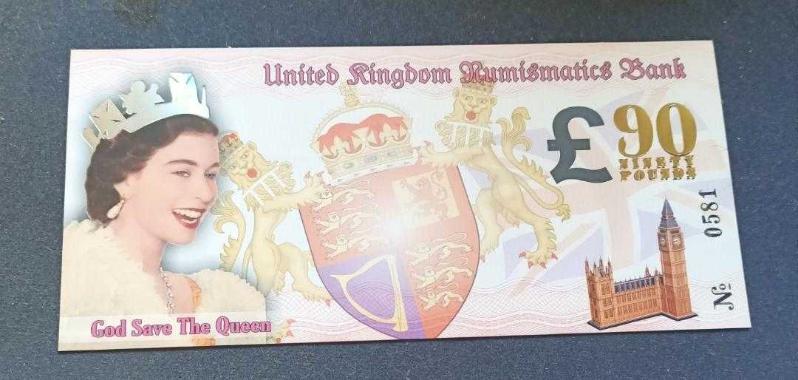 United Kingdom Numismatics Bank
£90
NINETY
POUNDS
№ 0581
God Save The Queen